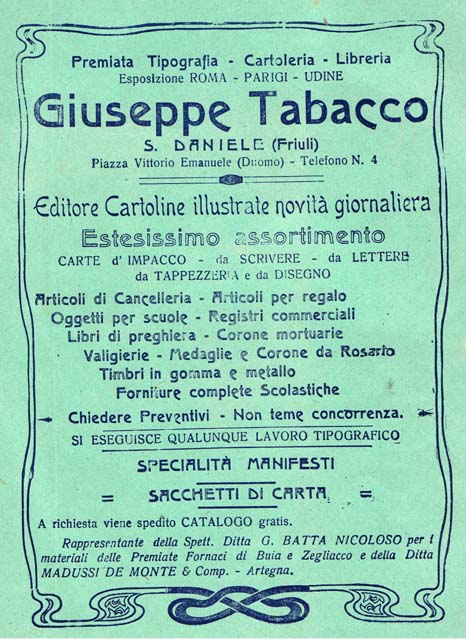 Premiata Tipografia - Cartoleria - Libreria
Esposizione ROMA - PARIGI - UDINE
Giuseppe Tabacco
S. DANIELE (Friuli)
Piazza Vittorio Emanuele (Duomo) - Telefono N. 4
Editore Cartoline illustrate novità giornaliera
Estesissimo assortimento
CARTE d' IMPACCO - da SCRIVERE - da LETTERE
da TAPPEZZERIA e da DISEGNO
Articoli di Cancelleria - Articoli per regalo
Oggetti per scuole - Registri commerciali
Libri di preghiera - Corone mortuarie
Valigierie - Medaglie e Corone da Rosario
Timbri in gomma e metallo
Forniture complete Scolastiche
Chiedere Preventivi - Non teme concorrenza.
SI ESEGUISCE QUALUNQUE LAVORO TIPOGRAFICO
SPECIALITÀ MANIFESTI
= SACCHETTI DI CARTA =
A richiesta viene spedito CATALOGO gratis.
Rappresentante della Spett. Ditta G. BATTA NICOLOSO per i
materiali delle Premiate Fornaci di Buia e Zegliacco e della Ditta
MADUSSI DE MONTE & Comp. - Artegna.